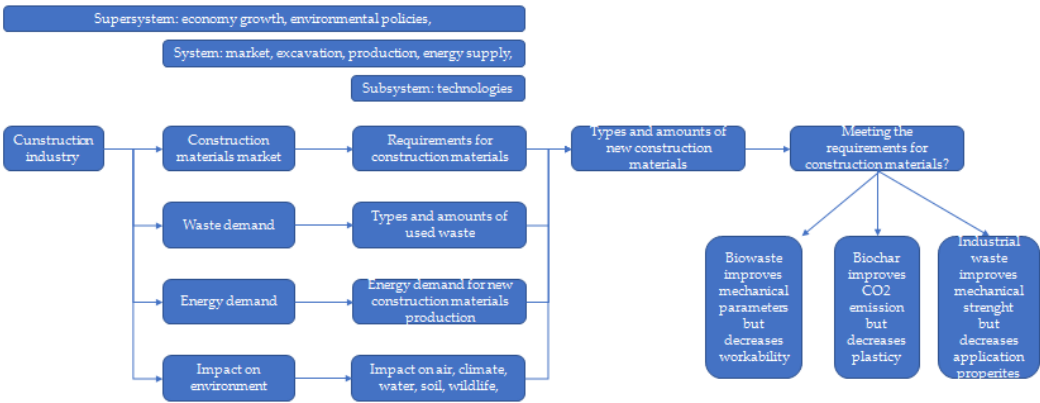 Supersystem: economy growth, environmental policies,
System: market, excavation, production, energy supply,
Subsystem: technologies
Cunstruction
industry
Construction
materials market
Requirements for
construction materials
Types and amounts of
new construction
materials
Meeting the
requirements for
construction materials?
Waste demand
Types and amounts of
used waste
Energy demand
Energy demand for new
construction materials
production
Impact on
environment
Impact on air, climate,
water, soil, wildlife,
Biowaste
improves
mechanical
parameters
but
decreases
workability
Biochar
improves
CO2
emission
but
decreases
plasticy
Industrial
waste
improves
mechanical
strenght but
decreases
application
properites